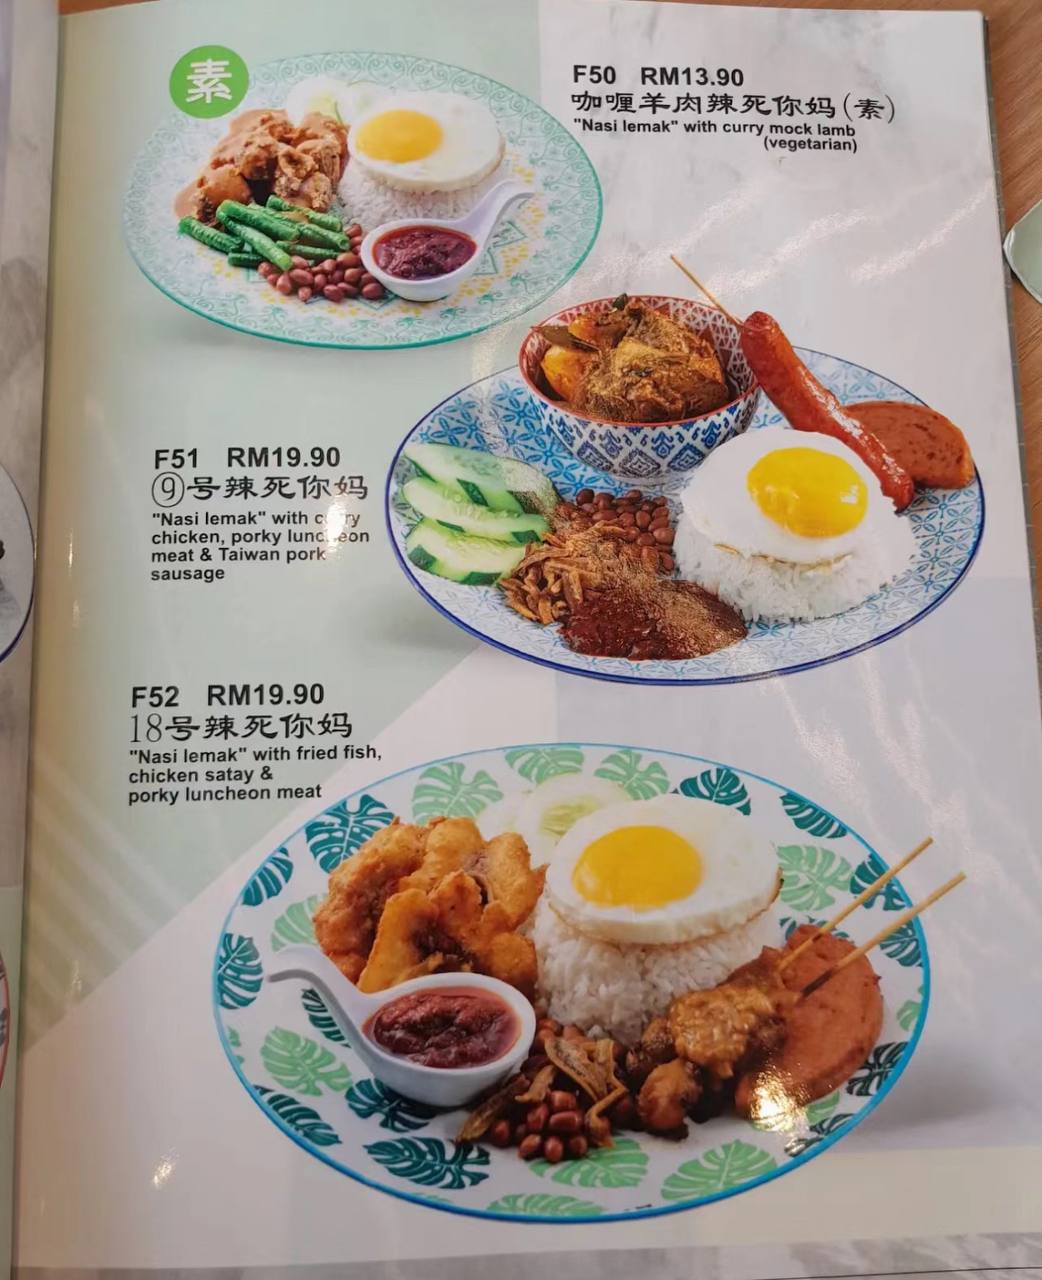 素
F50 RM13.90
咖喱羊肉辣死你妈(素)
"Nasi lemak" with curry mock lamb
(vegetarian)
F51 RM19.90
⑨号辣死你妈
"Nasi lemak" with curry
chicken, porky luncheon
meat & Taiwan pork
sausage
F52 RM19.90
18号辣死你妈
"Nasi lemak" with fried fish,
chicken satay &
porky luncheon meat